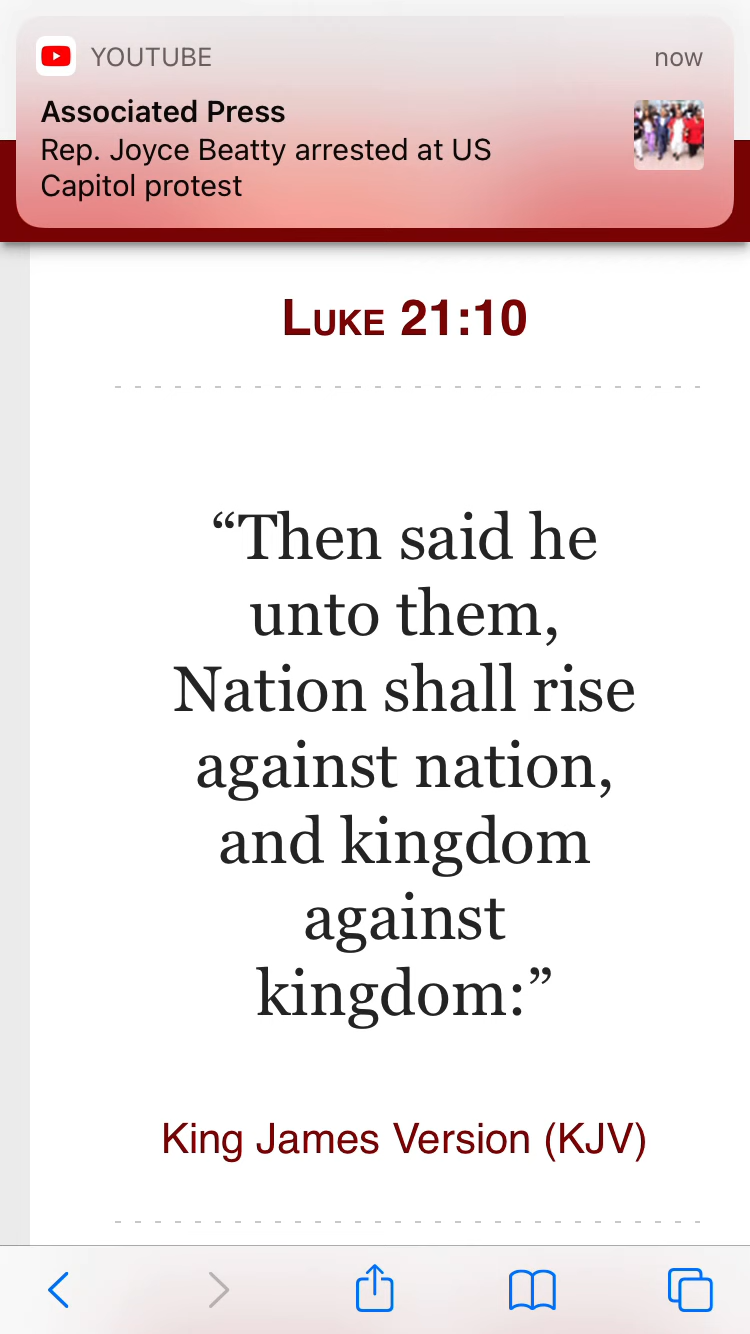 YOUTUBE now
Associated Press
Rep. Joyce Beatty arrested at US
Capitol protest
Luke 21:10
“Then said he
unto them,
Nation shall rise
against nation,
and kingdom
against
kingdom:”
King James Version (KJV)